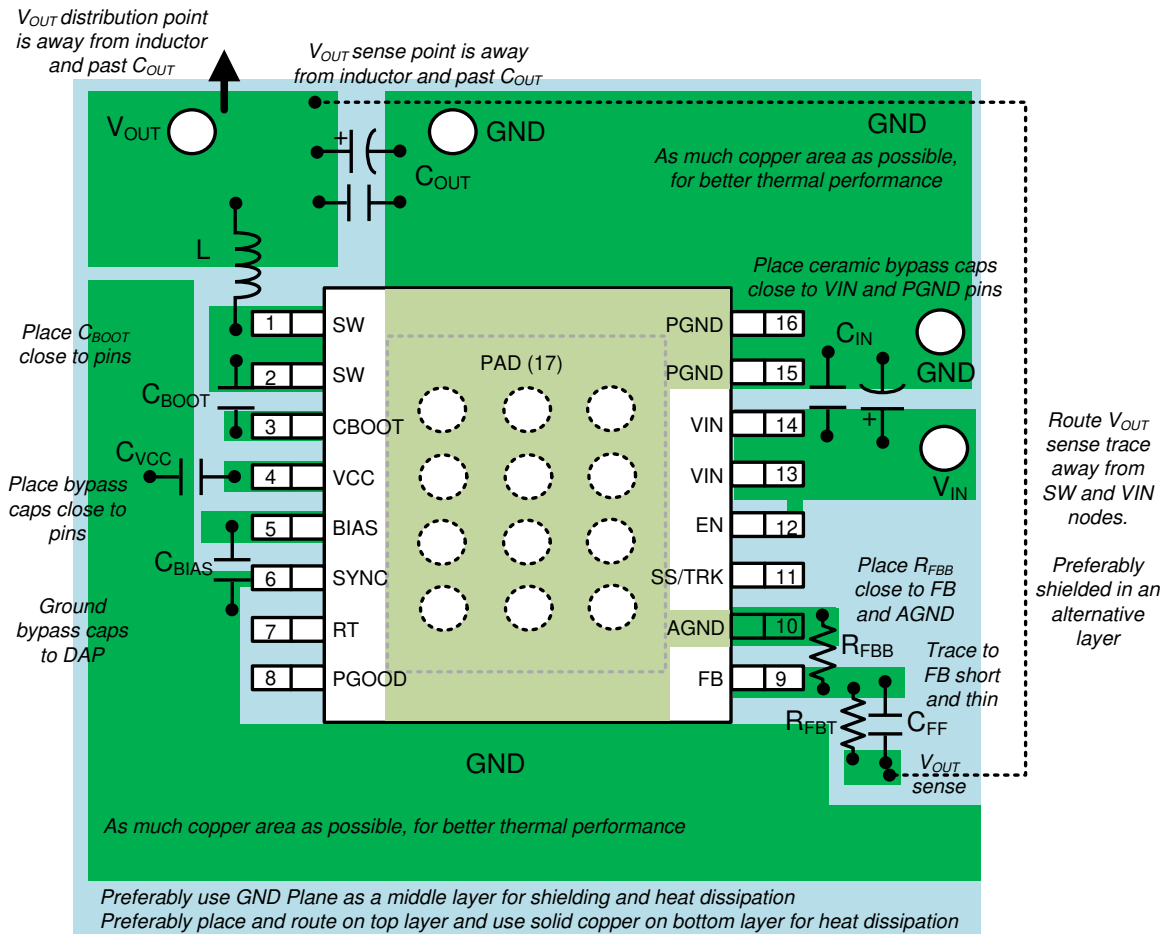 VOUT distribution point
is away from inductor
and past COUT
VOUT sense point is away
from inductor and past COUT
VOUT
+
COUT
GND
GND
As much copper area as possible,
for better thermal performance
L
Place ceramic bypass caps
close to VIN and PGND pins
Place CBOOT
close to pins
CBOOT
CVCC
Place bypass
caps close to
pins
CBIAS
Ground
bypass caps
to DAP
1 SW
2 SW
3 CBOOT
4 VCC
5 BIAS
6 SYNC
7 RT
8 PGOOD
PAD (17)
PGND 16
PGND 15
VIN 14
VIN 13
EN 12
SS/TRK 11
AGND 10
FB 9
CIN
+
GND
VIN
Route VOUT
sense trace
away from
SW and VIN
nodes.
Preferably
shielded in an
alternative
layer
Place RFBB
close to FB
and AGND
RFBB
Trace to
FB short
and thin
RFBT
CFF
VOUT
sense
GND
As much copper area as possible, for better thermal performance
Preferably use GND Plane as a middle layer for shielding and heat dissipation
Preferably place and route on top layer and use solid copper on bottom layer for heat dissipation